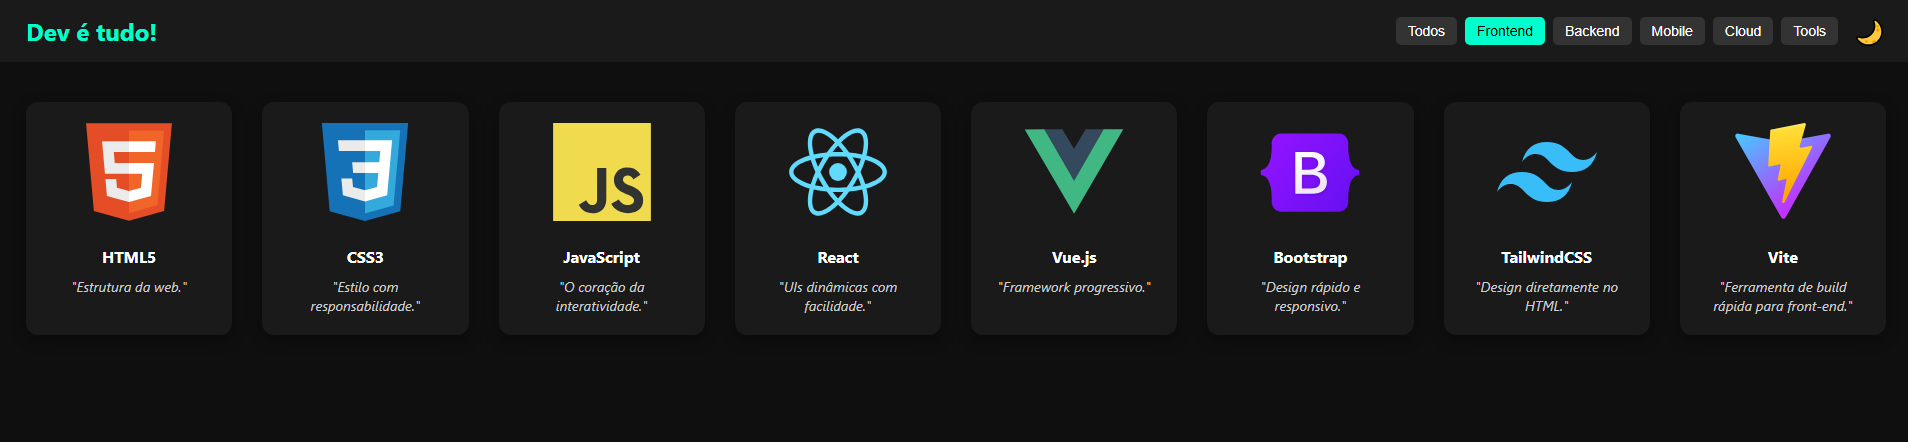 Dev é tudo!
Todos
Frontend
Backend
Mobile
Cloud
Tools
5
HTML5
"Estrutura da web."
3
CSS3
"Estilo com
responsabilidade."
JS
JavaScript
"O coração da
interatividade."
React
"UIs dinâmicas com
facilidade."
Vue.js
"Framework progressivo."
B
Bootstrap
"Design rápido e
responsivo."
TailwindCSS
"Design diretamente no
HTML."
Vite
"Ferramenta de build
rápida para front-end."